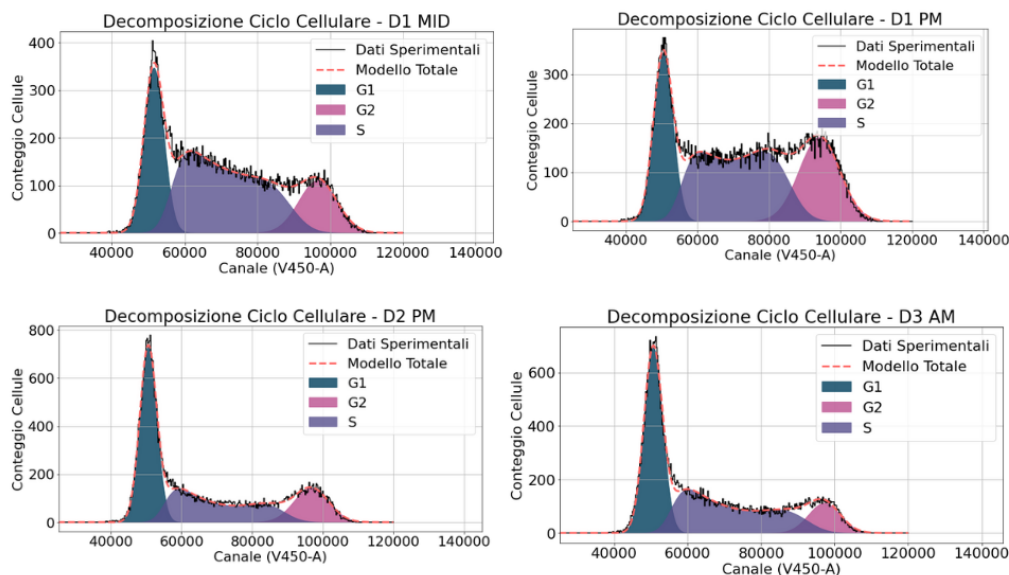 Decomposizione Ciclo Cellulare - D1 MID
Conteggio Cellule
400
300
200
100
0
Dati Sperimentali
Modello Totale
G1
G2
S
40000 60000 80000 100000 120000 140000
Canale (V450-A)
Decomposizione Ciclo Cellulare - D1 PM
Conteggio Cellule
300
200
100
0
Dati Sperimentali
Modello Totale
G1
G2
S
40000 60000 80000 100000 120000 140000
Canale (V450-A)
Decomposizione Ciclo Cellulare - D2 PM
Conteggio Cellule
800
600
400
200
0
Dati Sperimentali
Modello Totale
G1
G2
S
40000 60000 80000 100000 120000 140000
Canale (V450-A)
Decomposizione Ciclo Cellulare - D3 AM
Conteggio Cellule
600
400
200
0
Dati Sperimentali
Modello Totale
G1
G2
S
40000 60000 80000 100000 120000 140000
Canale (V450-A)